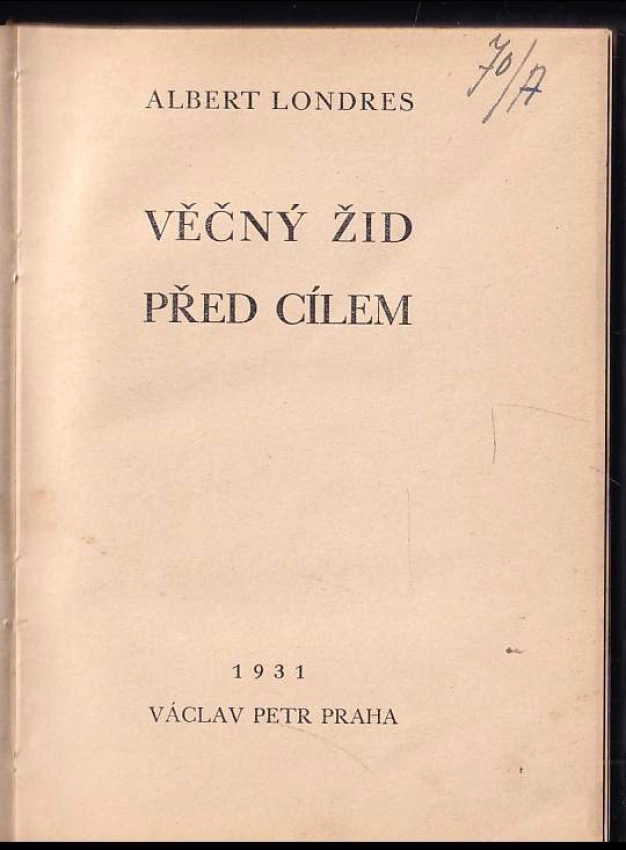 70/A
ALBERT LONDRES
VĚČNÝ ŽID
PŘED CÍLEM
1931
VÁCLAV PETR PRAHA